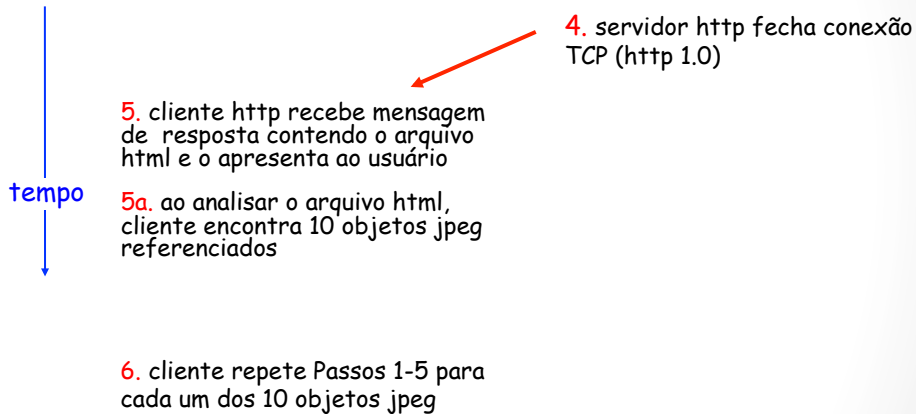 4. servidor http fecha conexão
TCP (http 1.0)
5. cliente http recebe mensagem
de resposta contendo o arquivo
html e o apresenta ao usuário
tempo
5a. ao analisar o arquivo html,
cliente encontra 10 objetos jpeg
referenciados
6. cliente repete Passos 1-5 para
cada um dos 10 objetos jpeg